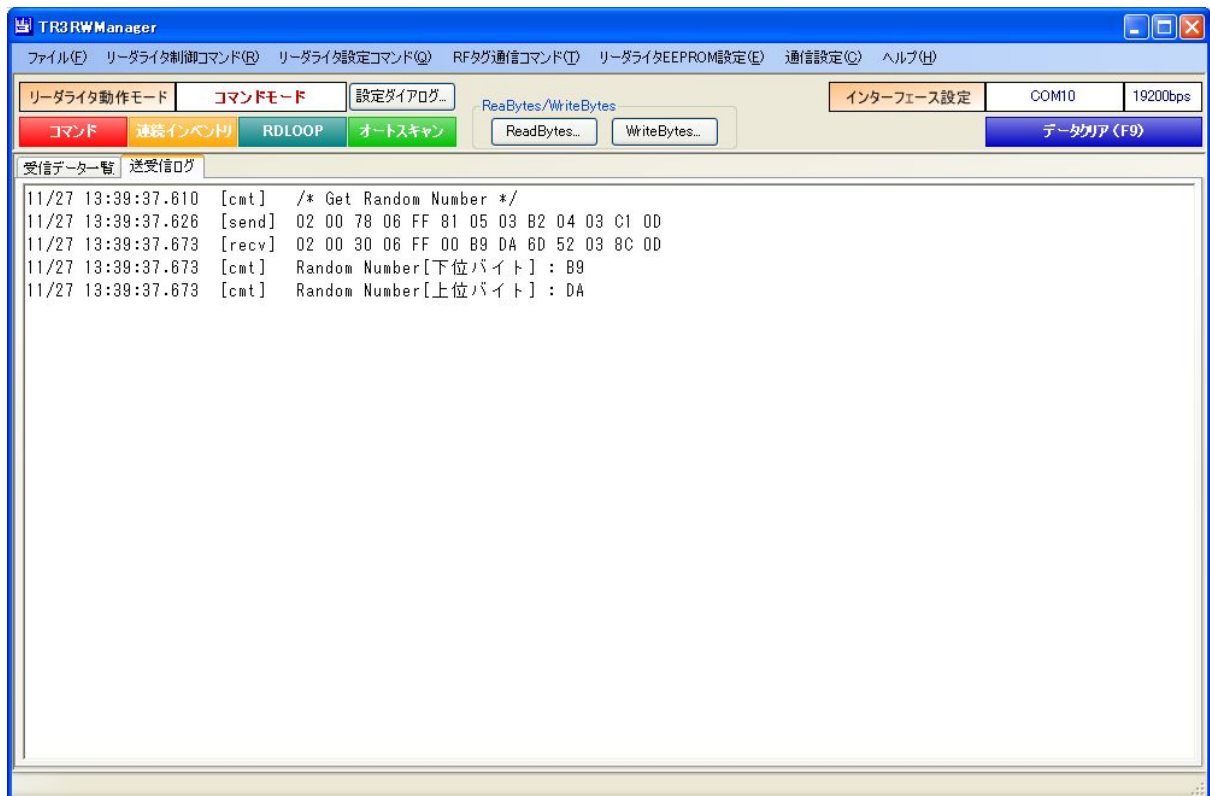 TR3RWManager
ファイル(F) リーダライタ制御コマンド(R) リーダライタ設定コマンド(Q) RFタグ通信コマンド(T) リーダライタEEPROM設定(E) 通信設定(C) ヘルプ(H)
リーダライタ動作モード コマンドモード 設定ダイアログ... ReaBytes/WriteBytes インターフェース設定 COM10 19200bps
コマンド 連続インベントリ RDLOOP オートスキャン ReadBytes... WriteBytes... データクリア (F9)
受信データ一覧 送受信ログ
11/27 13:39:37.610 [cmt] /* Get Random Number */
11/27 13:39:37.626 [send] 02 00 78 06 FF 81 05 03 B2 04 03 C1 0D
11/27 13:39:37.673 [recv] 02 00 30 06 FF 00 B9 DA 6D 52 03 8C 0D
11/27 13:39:37.673 [cmt] Random Number[下位バイト] : B9
11/27 13:39:37.673 [cmt] Random Number[上位バイト] : DA